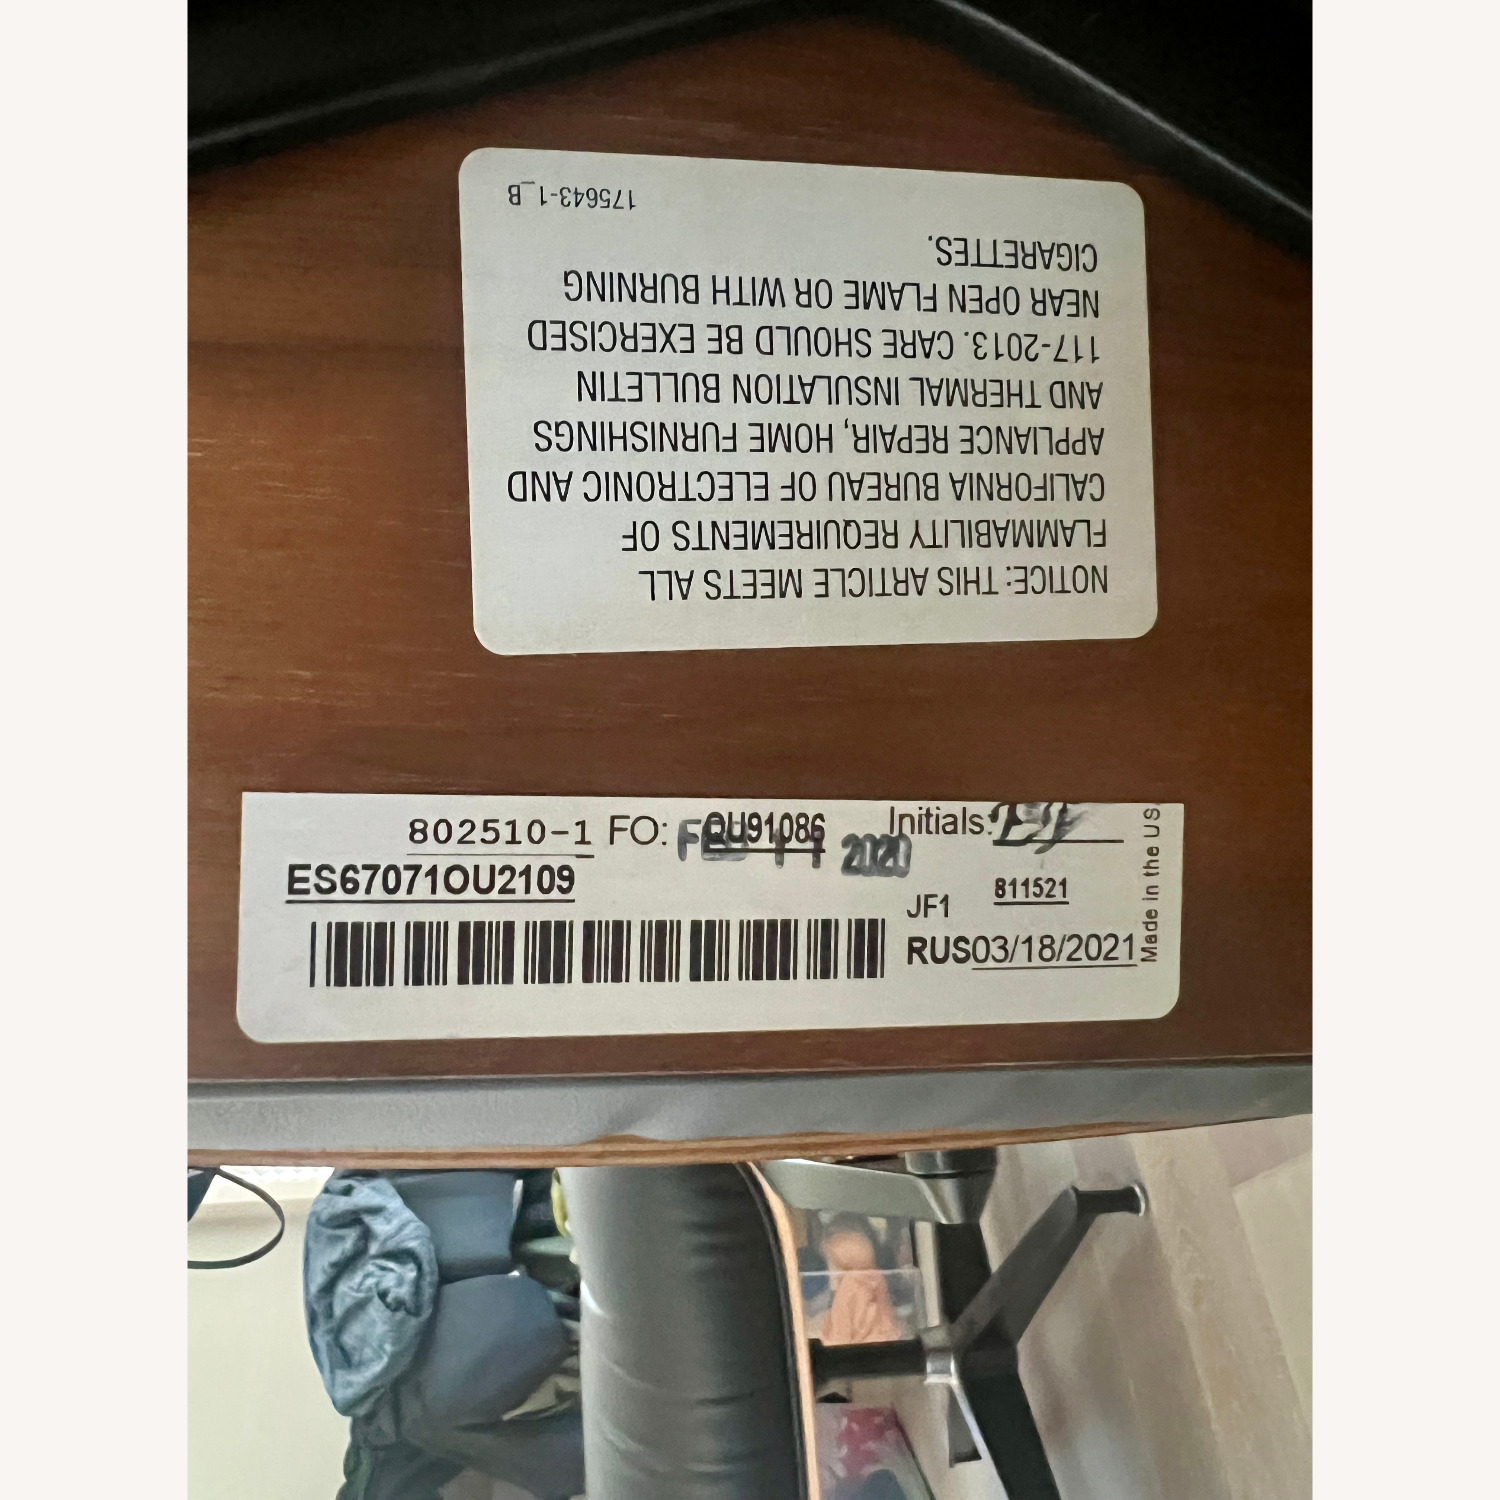 NOTICE: THIS ARTICLE MEETS ALL
FLAMMABILITY REQUIREMENTS OF
CALIFORNIA BUREAU OF ELECTRONIC AND
APPLIANCE REPAIR, HOME FURNISHINGS
AND THERMAL INSULATION BULLETIN
117-2013. CARE SHOULD BE EXERCISED
NEAR OPEN FLAME OR WITH BURNING
CIGARETTES.
175643-1_B
802510-1 FO: OU91086 Initials:
2020
ES67071OU2109
JF1 811521
RUS03/18/2021
Made in the US